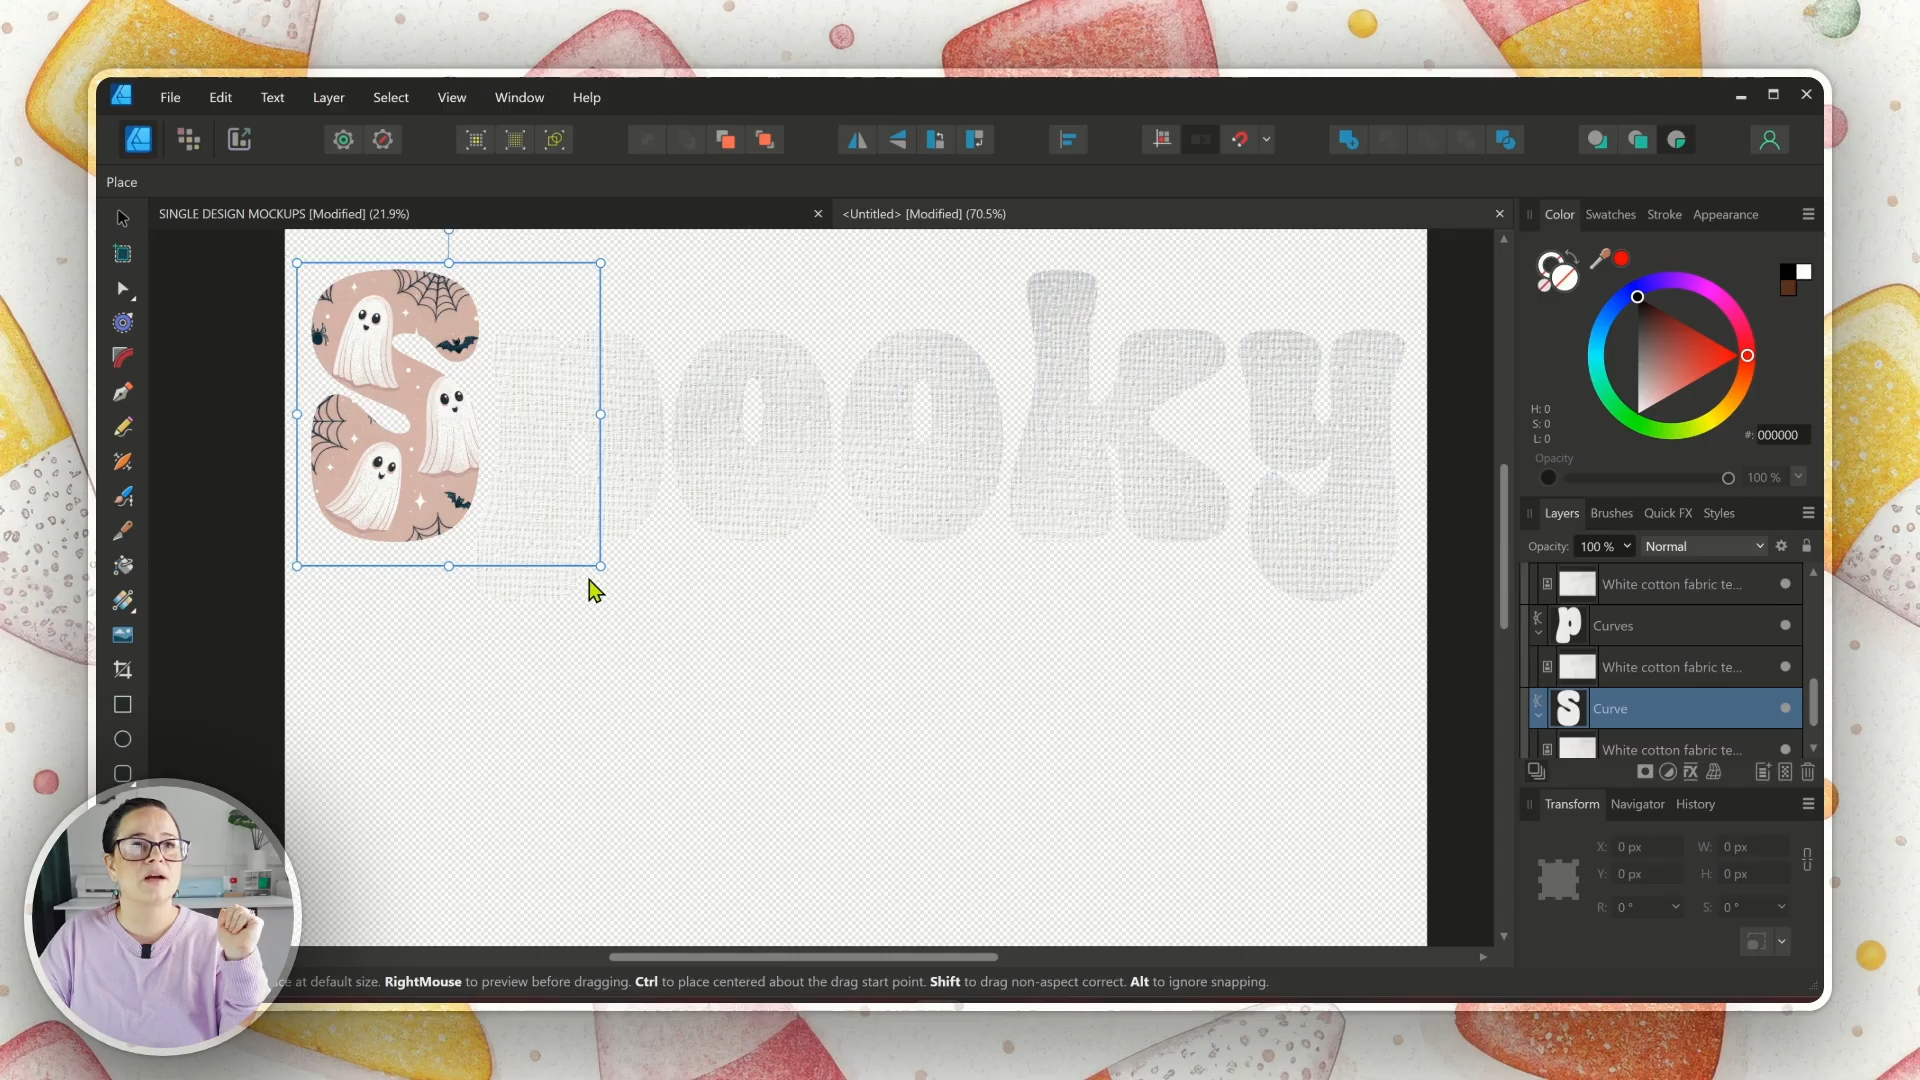 File Edit Text Layer Select View Window Help
Place
SINGLE DESIGN MOCKUPS [Modified] (21.9%)
<Untitled> [Modified] (70.5%)
Color Swatches Stroke Appearance
H: 0
S: 0
L: 0
#: 000000
Opacity
100 %
spooky
Layers Brushes Quick FX Styles
Opacity: 100 % Normal
White cotton fabric te...
Curves
White cotton fabric te...
Curve
White cotton fabric te...
Transform Navigator History
X: 0 px W: 0 px
Y: 0 px H: 0 px
R: 0 ° S: 0 °
ce at default size. RightMouse to preview before dragging. Ctrl to place centered about the drag start point. Shift to drag non-aspect correct. Alt to ignore snapping.